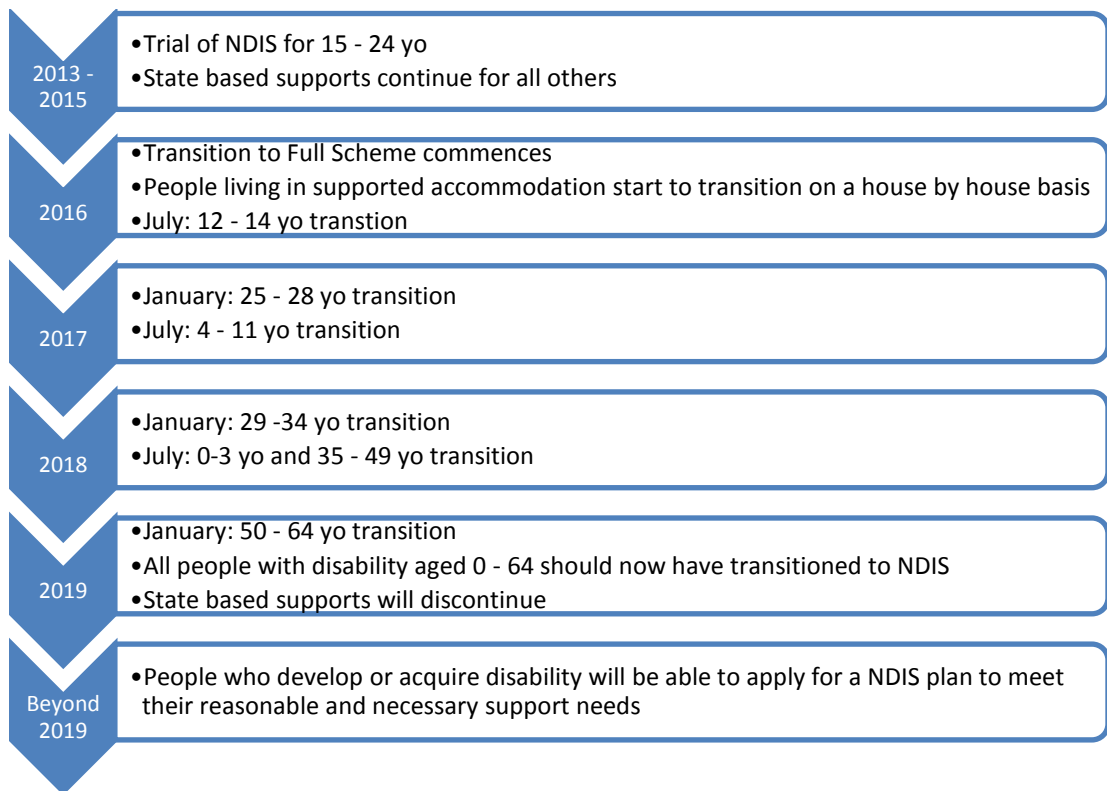 2013 -
2015
•Trial of NDIS for 15 - 24 yo
•State based supports continue for all others
2016
•Transition to Full Scheme commences
•People living in supported accommodation start to transition on a house by house basis
•July: 12 - 14 yo transtion
2017
•January: 25 - 28 yo transition
•July: 4 - 11 yo transition
2018
•January: 29 -34 yo transition
•July: 0-3 yo and 35 - 49 yo transition
2019
•January: 50 - 64 yo transition
•All people with disability aged 0 - 64 should now have transitioned to NDIS
•State based supports will discontinue
Beyond
2019
•People who develop or acquire disability will be able to apply for a NDIS plan to meet
their reasonable and necessary support needs